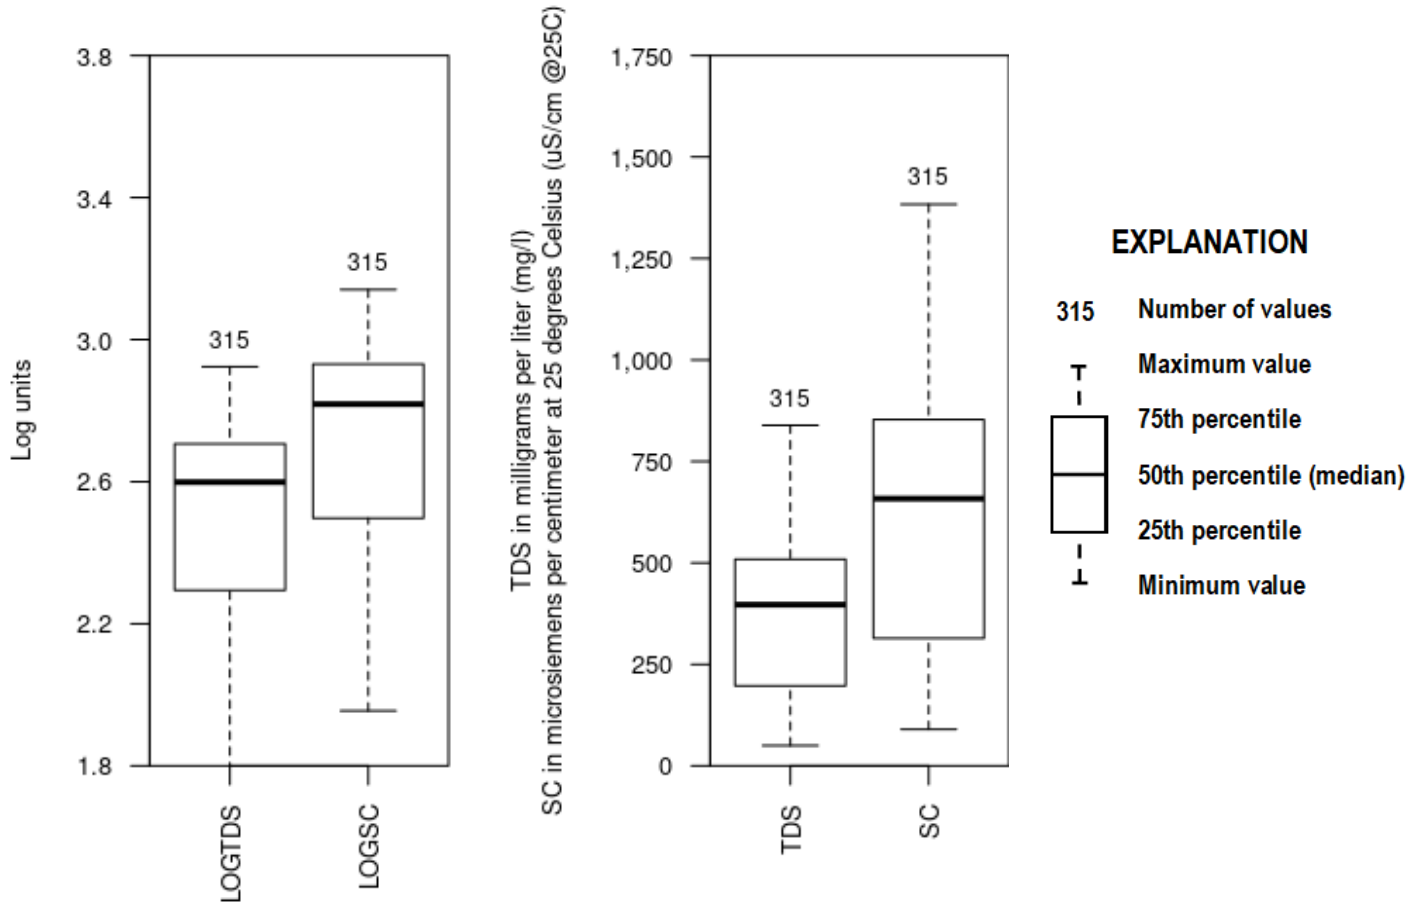 3.8
3.4
3.0
2.6
2.2
1.8
Log units
315
315
LOGTDS
LOGSC
TDS in milligrams per liter (mg/l)
SC in microsiemens per centimeter at 25 degrees Celsius (uS/cm @25C)
1,750
1,500
1,250
1,000
750
500
250
0
315
315
TDS
SC
EXPLANATION
315 Number of values
Maximum value
75th percentile
50th percentile (median)
25th percentile
Minimum value